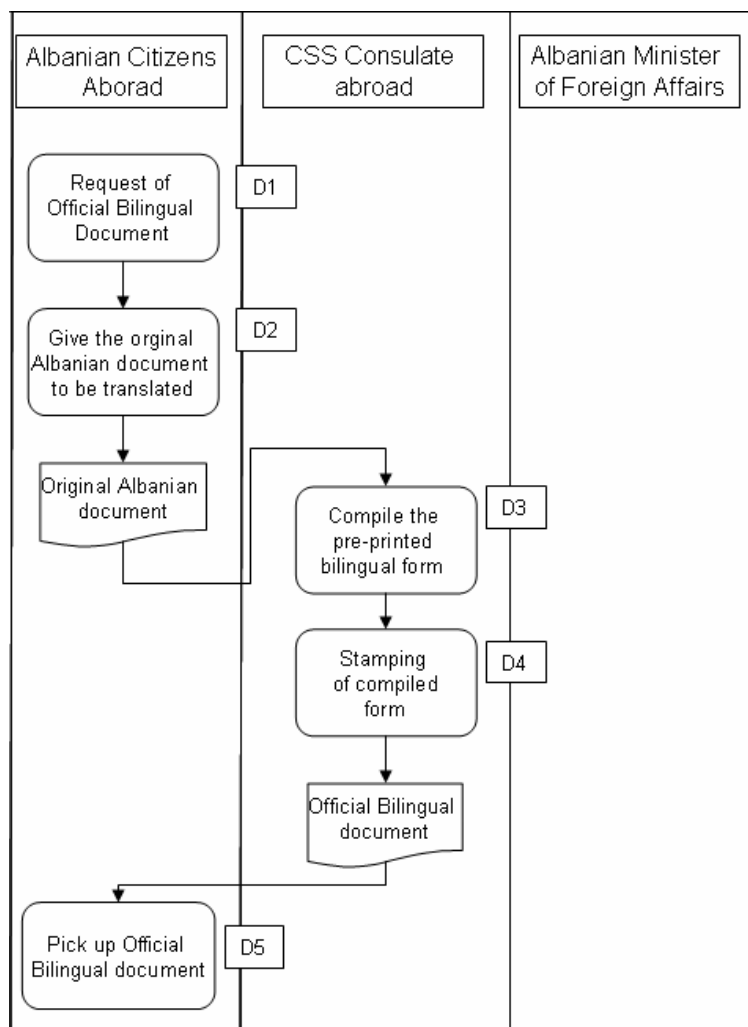 Albanian Citizens
Aborad
CSS Consulate
abroad
Albanian Minister
of Foreign Affairs
Request of
Official Bilingual
Document
D1
Give the orginal
Albanian document
to be translated
D2
Original Albanian
document
Compile the
pre-printed
bilingual form
D3
Stamping
of compiled
form
D4
Official Bilingual
document
Pick up Official
Bilingual document
D5